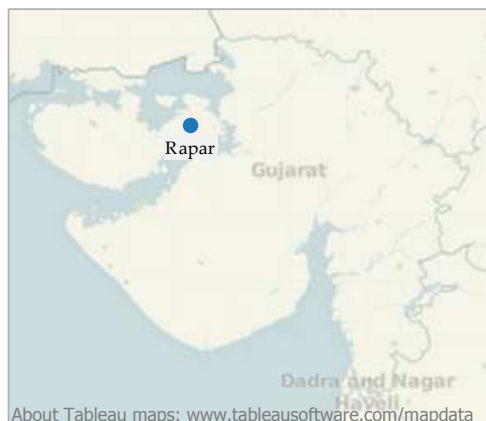 Rapar
Gujarat
Dadra and Nagar
Haveli
About Tableau maps: www.tableausoftware.com/mapdata